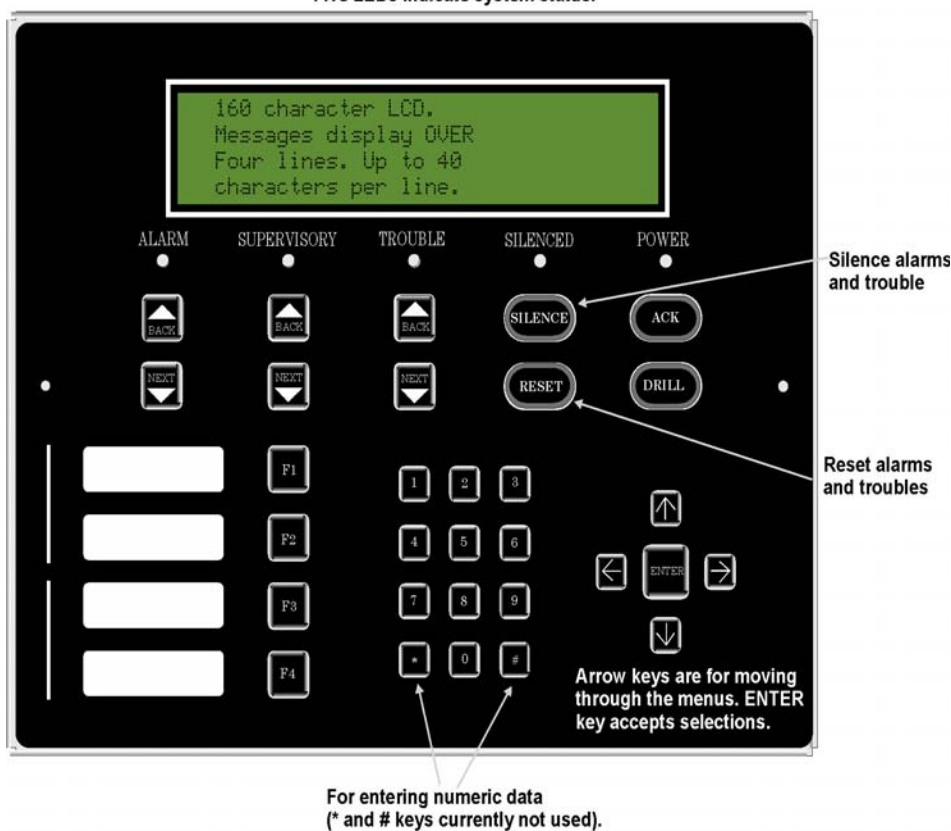 160 character LCD.
Messages display OVER
Four lines. Up to 40
characters per line.
ALARM SUPERVISORY TROUBLE SILENCED POWER
Silence alarms
and trouble
BACK BACK BACK SILENCE ACK
NEXT NEXT NEXT RESET DRILL
Reset alarms
and troubles
F1 1 2 3
F2 4 5 6
ENTER
F3 7 8 9
F4 * 0 #
Arrow keys are for moving
through the menus. ENTER
key accepts selections.
For entering numeric data
(* and # keys currently not used).